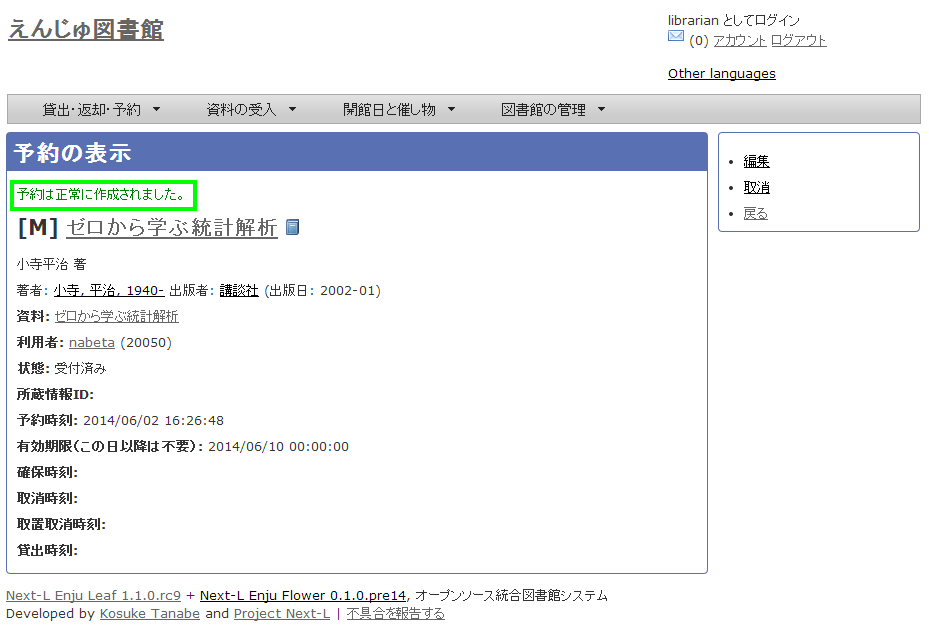 えんじゅ図書館
librarian としてログイン
(0) アカウント ログアウト
Other languages
貸出・返却・予約 ▼ 資料の受入 ▼ 開館日と催し物 ▼ 図書館の管理 ▼
予約の表示
予約は正常に作成されました。
[M] ゼロから学ぶ統計解析
小寺平治 著
著者: 小寺, 平治, 1940- 出版者: 講談社 (出版日: 2002-01)
資料: ゼロから学ぶ統計解析
利用者: nabeta (20050)
状態: 受付済み
所蔵情報ID:
予約時刻: 2014/06/02 16:26:48
有効期限(この日以降は不要): 2014/06/10 00:00:00
確保時刻:
取消時刻:
取置取消時刻:
貸出時刻:
• 編集
• 取消
• 戻る
Next-L Enju Leaf 1.1.0.rc9 + Next-L Enju Flower 0.1.0.pre14, オープンソース統合図書館システム
Developed by Kosuke Tanabe and Project Next-L | 不具合を報告する